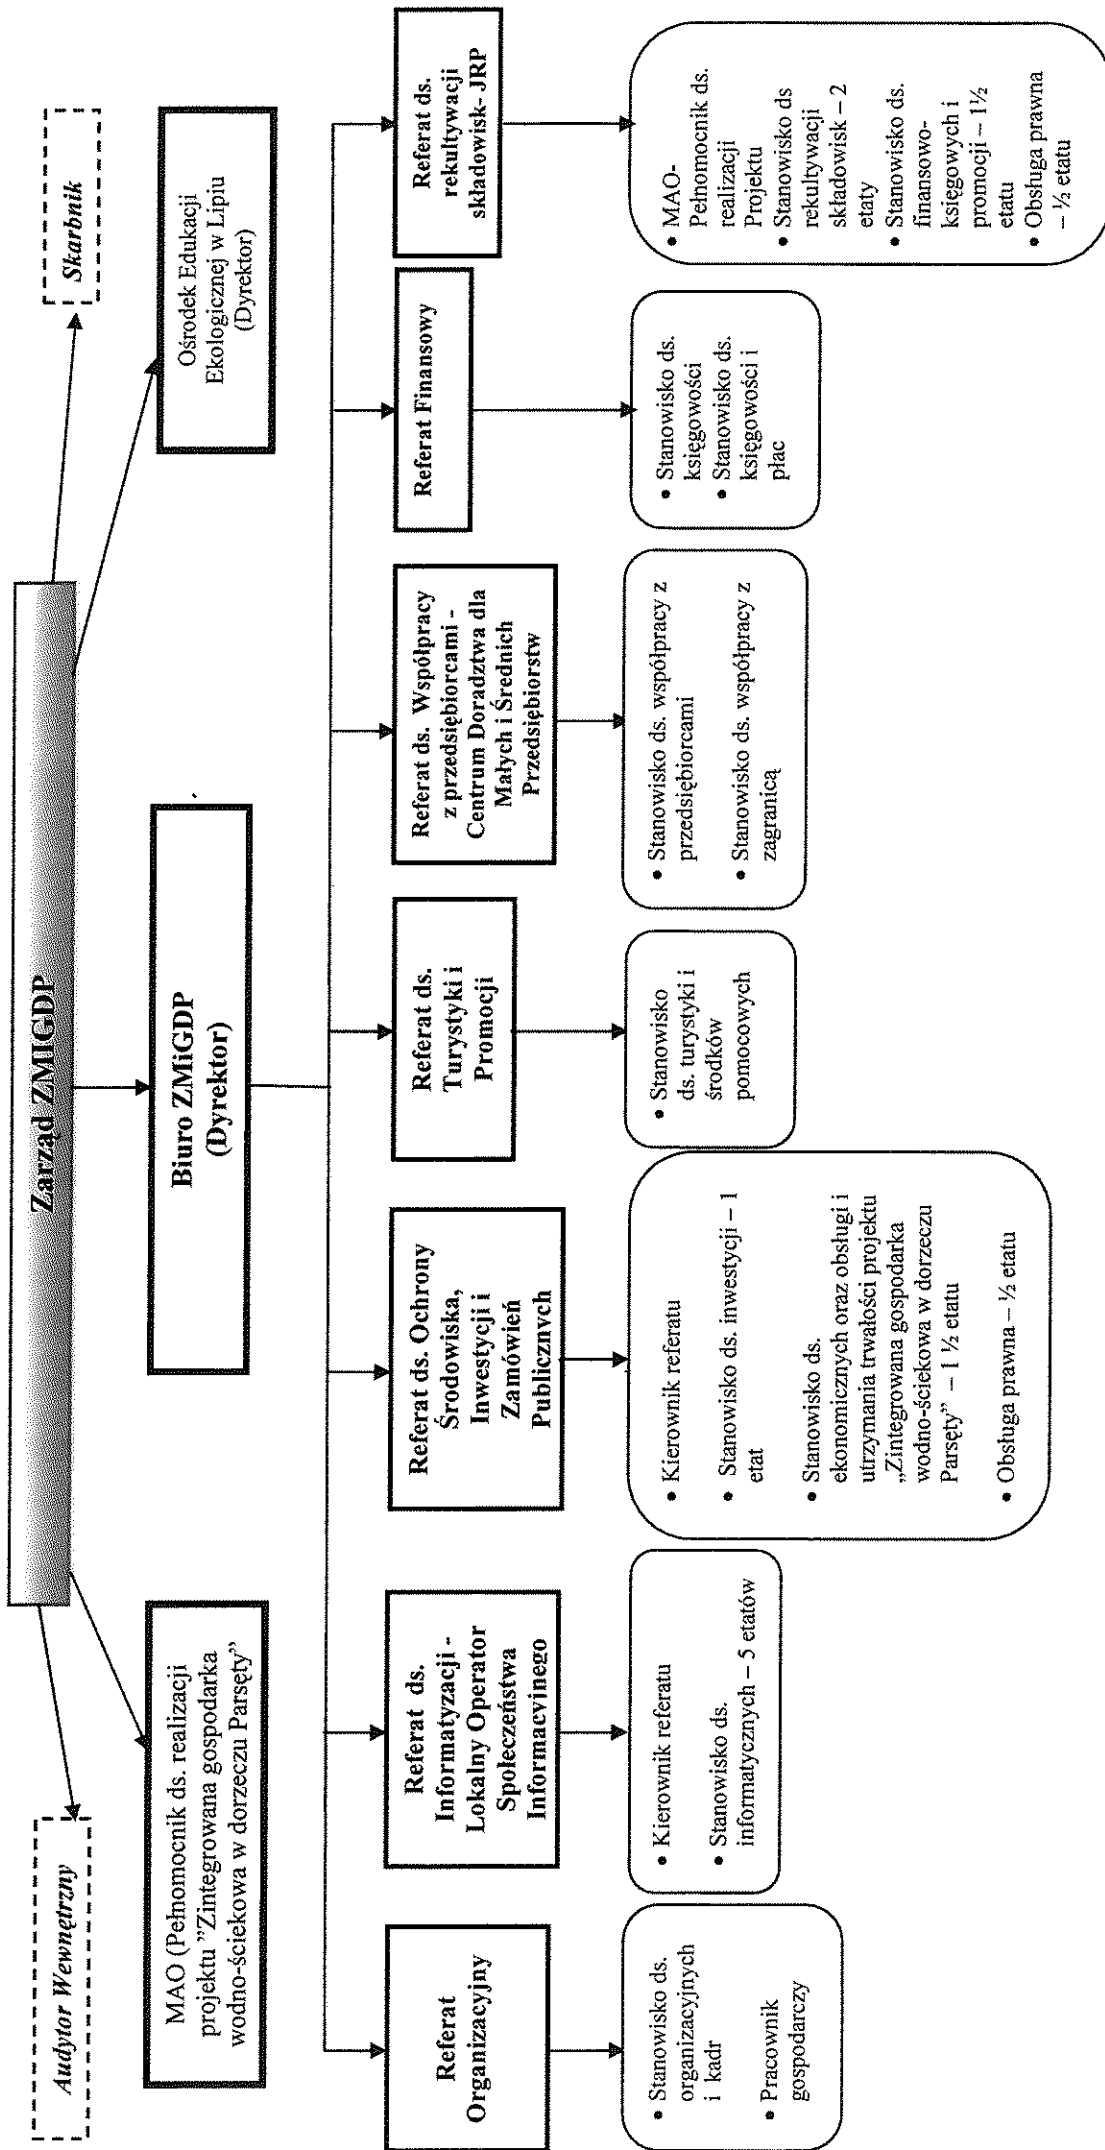 Zarząd ZMIGDP
Audytor Wewnętrzny
Skarbnik
MAO (Pełnomocnik ds. realizacji
projektu ”Zintegrowana gospodarka
wodno-ściekowa w dorzeczu Parsęty”
Biuro ZMiGDP
(Dyrektor)
Ośrodek Edukacji
Ekologicznej w Lipiu
(Dyrektor)
Referat
Organizacyjny
Referat ds.
Informatyzacji -
Lokalny Operator
Społeczeństwa
Informacyjnego
Referat ds. Ochrony
Środowiska,
Inwestycji i
Zamówień
Publicznych
Referat ds.
Turystyki i
Promocji
Referat ds. Współpracy
z przedsiębiorcami -
Centrum Doradztwa dla
Małych i Średnich
Przedsiębiorstw
Referat Finansowy
Referat ds.
rekultywacji
składowisk- JRP
• Stanowisko ds.
organizacyjnych
i kadr
• Pracownik
gospodarczy
• Kierownik referatu
• Stanowisko ds.
informatycznych – 5 etatów
• Kierownik referatu
• Stanowisko ds. inwestycji – 1
etat
• Stanowisko ds.
ekonomicznych oraz obsługi i
utrzymania trwałości projektu
„Zintegrowana gospodarka
wodno-ściekowa w dorzeczu
Parsęty” – 1 ½ etatu
• Obsługa prawna – ½ etatu
• Stanowisko
ds. turystyki i
środków
pomocowych
• Stanowisko ds. współpracy z
przedsiębiorcami
• Stanowisko ds. współpracy z
zagranicą
• Stanowisko ds.
księgowości
• Stanowisko ds.
księgowości i
płac
• MAO-
Pełnomocnik ds.
realizacji
Projektu
• Stanowisko ds
rekultywacji
składowisk – 2
etaty
• Stanowisko ds.
finansowo-
księgowych i
promocji – 1½
etatu
• Obsługa prawna
– ½ etatu